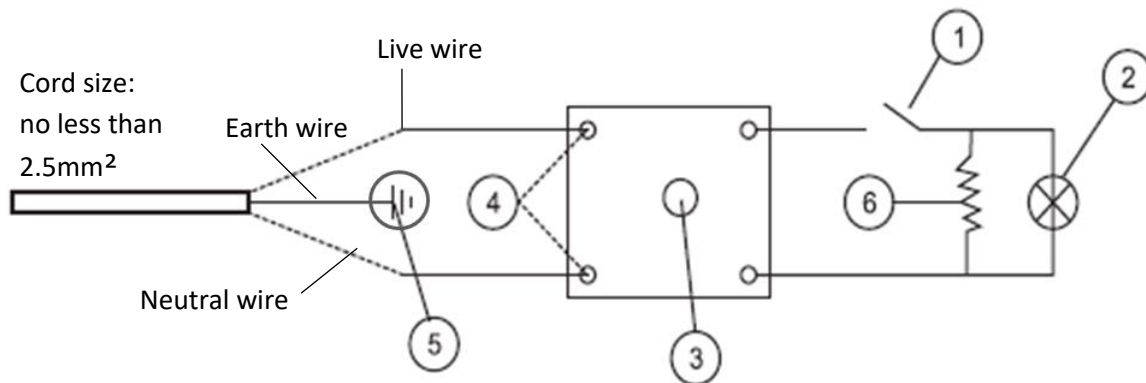 Live wire
1
Cord size:
no less than
2.5mm²
Earth wire
2
4
6
Neutral wire
5
3